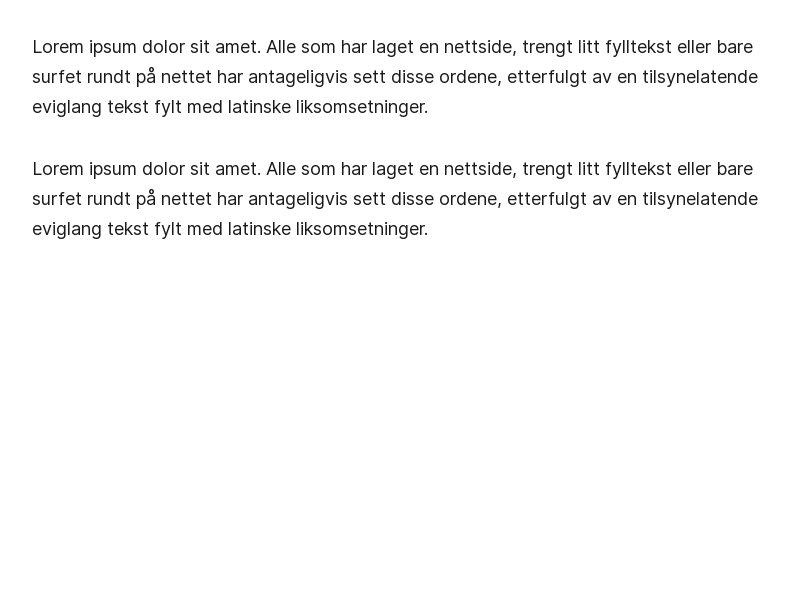 Lorem ipsum dolor sit amet. Alle som har laget en nettside, trengt litt fylltekst eller bare
surfet rundt på nettet har antageligvis sett disse ordene, etterfulgt av en tilsynelatende
eviglang tekst fylt med latinske liksomsetninger.
Lorem ipsum dolor sit amet. Alle som har laget en nettside, trengt litt fylltekst eller bare
surfet rundt på nettet har antageligvis sett disse ordene, etterfulgt av en tilsynelatende
eviglang tekst fylt med latinske liksomsetninger.